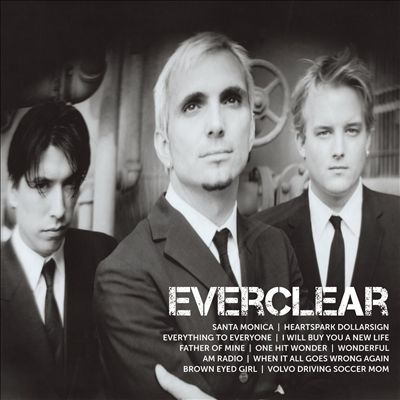 EVERCLEAR
SANTA MONICA | HEARTSPARK DOLLARSIGN
EVERYTHING TO EVERYONE | I WILL BUY YOU A NEW LIFE
FATHER OF MINE | ONE HIT WONDER | WONDERFUL
AM RADIO | WHEN IT ALL GOES WRONG AGAIN
BROWN EYED GIRL | VOLVO DRIVING SOCCER MOM